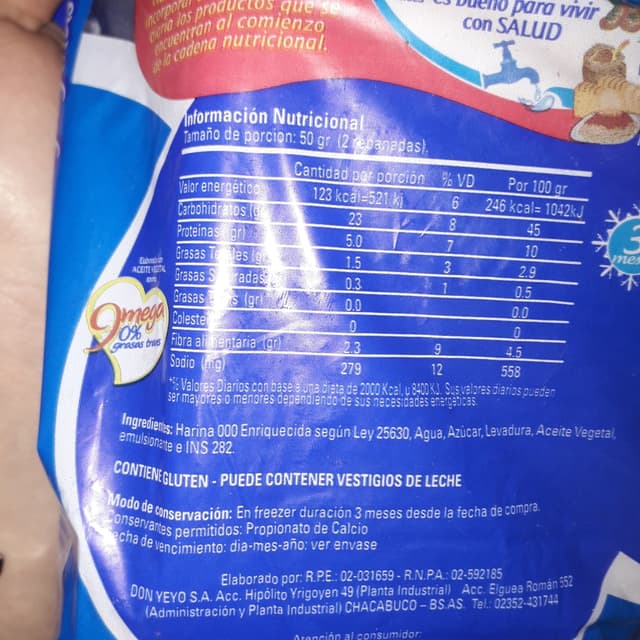 los productos que se
encuentran al comienzo
de la cadena nutricional.
es bueno para vivir
con SALUD
Información Nutricional
Tamaño de porcion: 50 gr (2 rebanadas).
Cantidad por porción % VD Por 100 gr
Valor energético 123 kcal=521 kj 6 246 kcal= 1042kJ
Carbohidratos (gr) 23 8 45
Proteínas (gr) 5.0 7 10
Grasas Totales (gr) 1.5 3 2.9
Grasas Saturadas 0.3 1 0.5
Grasas (gr) 0.0 0.0
Colesterol 0 0
Fibra alimentaria (gr) 2.3 9 4.5
Sodio (mg) 279 12 558
*% Valores Diarios con base a una dieta de 2000 Kcal, u 8400 KJ. Sus valores diarios pueden
ser mayores o menores dependiendo de sus necesidades energéticas.
ACEITE VEGETAL
Omega
0%
grasas trans
3
Ingredientes: Harina 000 Enriquecida según Ley 25630, Agua, Azúcar, Levadura, Aceite Vegetal,
emulsionante e INS 282.
CONTIENE GLUTEN - PUEDE CONTENER VESTIGIOS DE LECHE
Modo de conservación: En freezer duración 3 meses desde la fecha de compra.
Conservantes permitidos: Propionato de Calcio
Fecha de vencimiento: dia-mes-año: ver envase
Elaborado por: R.P.E.: 02-031659 - R.N.P.A.: 02-592185
DON YEYO S.A. Acc. Hipólito Yrigoyen 49 (Planta Industrial) Acc. Elguea Román 552
(Administración y Planta Industrial) CHACABUCO – BS.AS. Tel.: 02352-431744
Atención al consumidor: